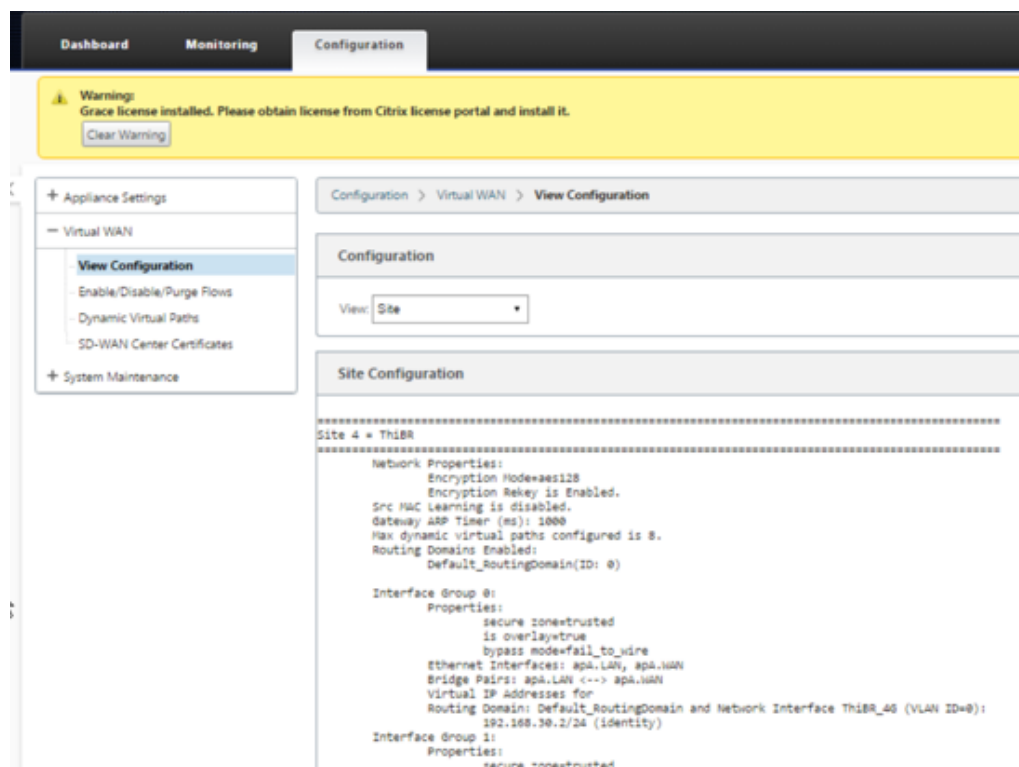 Dashboard Monitoring Configuration
Warning:
Grace license installed. Please obtain license from Citrix license portal and install it.
Clear Warning
+ Appliance Settings
− Virtual WAN
View Configuration
Enable/Disable/Purge Flows
Dynamic Virtual Paths
SD-WAN Center Certificates
+ System Maintenance
Configuration > Virtual WAN > View Configuration
Configuration
View: Site
Site Configuration
Site 4 = ThiBR
Network Properties:
Encryption Mode=aes128
Encryption Rekey is Enabled.
Src MAC Learning is disabled.
Gateway ARP Timer (ms): 1000
Max dynamic virtual paths configured is 8.
Routing Domains Enabled:
Default_RoutingDomain(ID: 0)
Interface Group 0:
Properties:
secure zone=trusted
is overlay=true
bypass mode=fail_to_wire
Ethernet Interfaces: apA.LAN, apA.WAN
Bridge Pairs: apA.LAN <--> apA.WAN
Virtual IP Addresses for
Routing Domain: Default_RoutingDomain and Network Interface ThiBR_4G (VLAN ID=0):
192.168.30.2/24 (identity)
Interface Group 1:
Properties:
secure zone=trusted